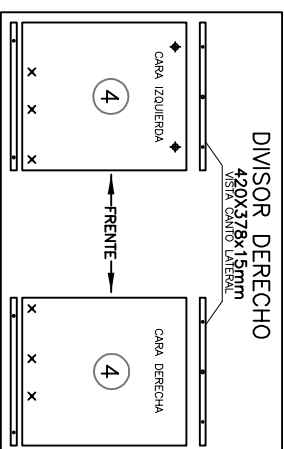 DIVISOR DERECHO
420X378x15mm
VISTA CANTO LATERAL
CARA IZQUIERDA
4
FRENTE
CARA DERECHA
4